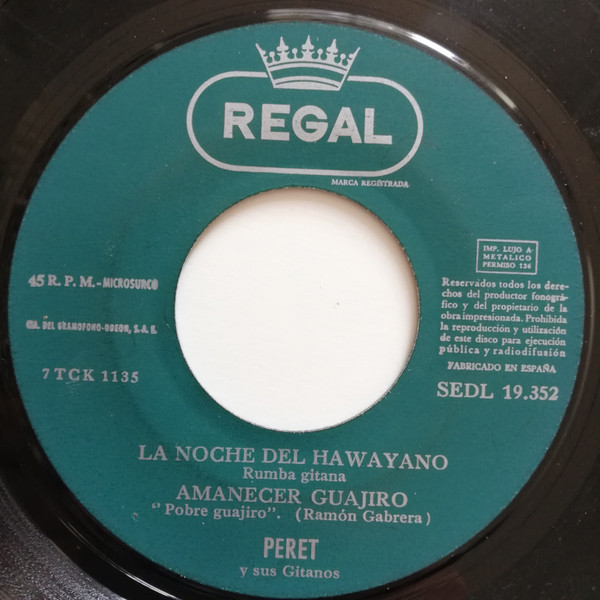 REGAL
MARCA REGISTRADA
45 R. P. M. - MICROSURCO
CIA. DEL GRAMOFONO-ODEON, S. A. E.
7 TCK 1135
IMP. LUJO A-
METALICO
PERMISO 136
Reservados todos los dere-
chos del productor fonográ-
fico y del propietario de la
obra impresionada. Prohibida
la reproducción y utilización
de este disco para ejecución
pública y radiodifusión
FABRICADO EN ESPAÑA
SEDL 19.352
LA NOCHE DEL HAWAYANO
Rumba gitana
AMANECER GUAJIRO
“Pobre guajiro”. (Ramón Gabrera)
PERET
y sus Gitanos